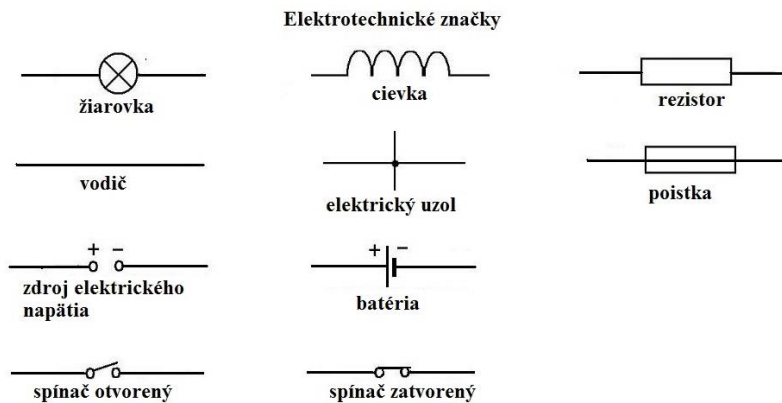 Elektrotechnické značky
žiarovka
cievka
rezistor
vodič
elektrický uzol
poistka
+ −
zdroj elektrického
napätia
+ −
batéria
spínač otvorený
spínač zatvorený